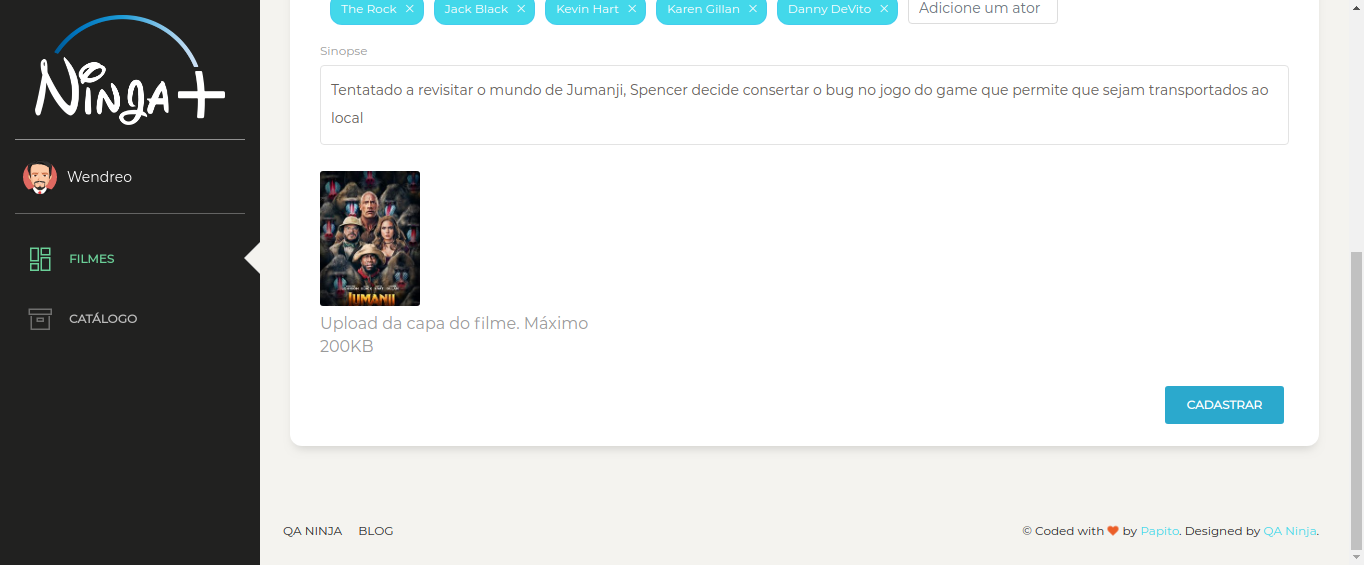 The Rock ×
Jack Black ×
Kevin Hart ×
Karen Gillan ×
Danny DeVito ×
Adicione um ator
Sinopse
Tentatado a revisitar o mundo de Jumanji, Spencer decide consertar o bug no jogo do game que permite que sejam transportados ao
local
JUMANJI
Upload da capa do filme. Máximo
200KB
CADASTRAR
Ninja+
Wendreo
FILMES
CATÁLOGO
QA NINJA BLOG
© Coded with ❤ by Papito. Designed by QA Ninja.